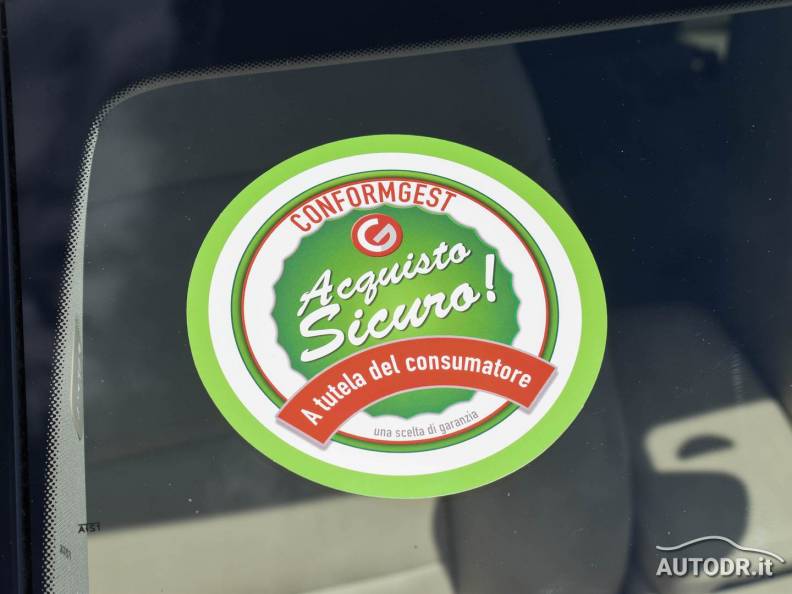 CONFORMGEST
Acquisto
Sicuro!
A tutela del consumatore
una scelta di garanzia
AUTODR.it